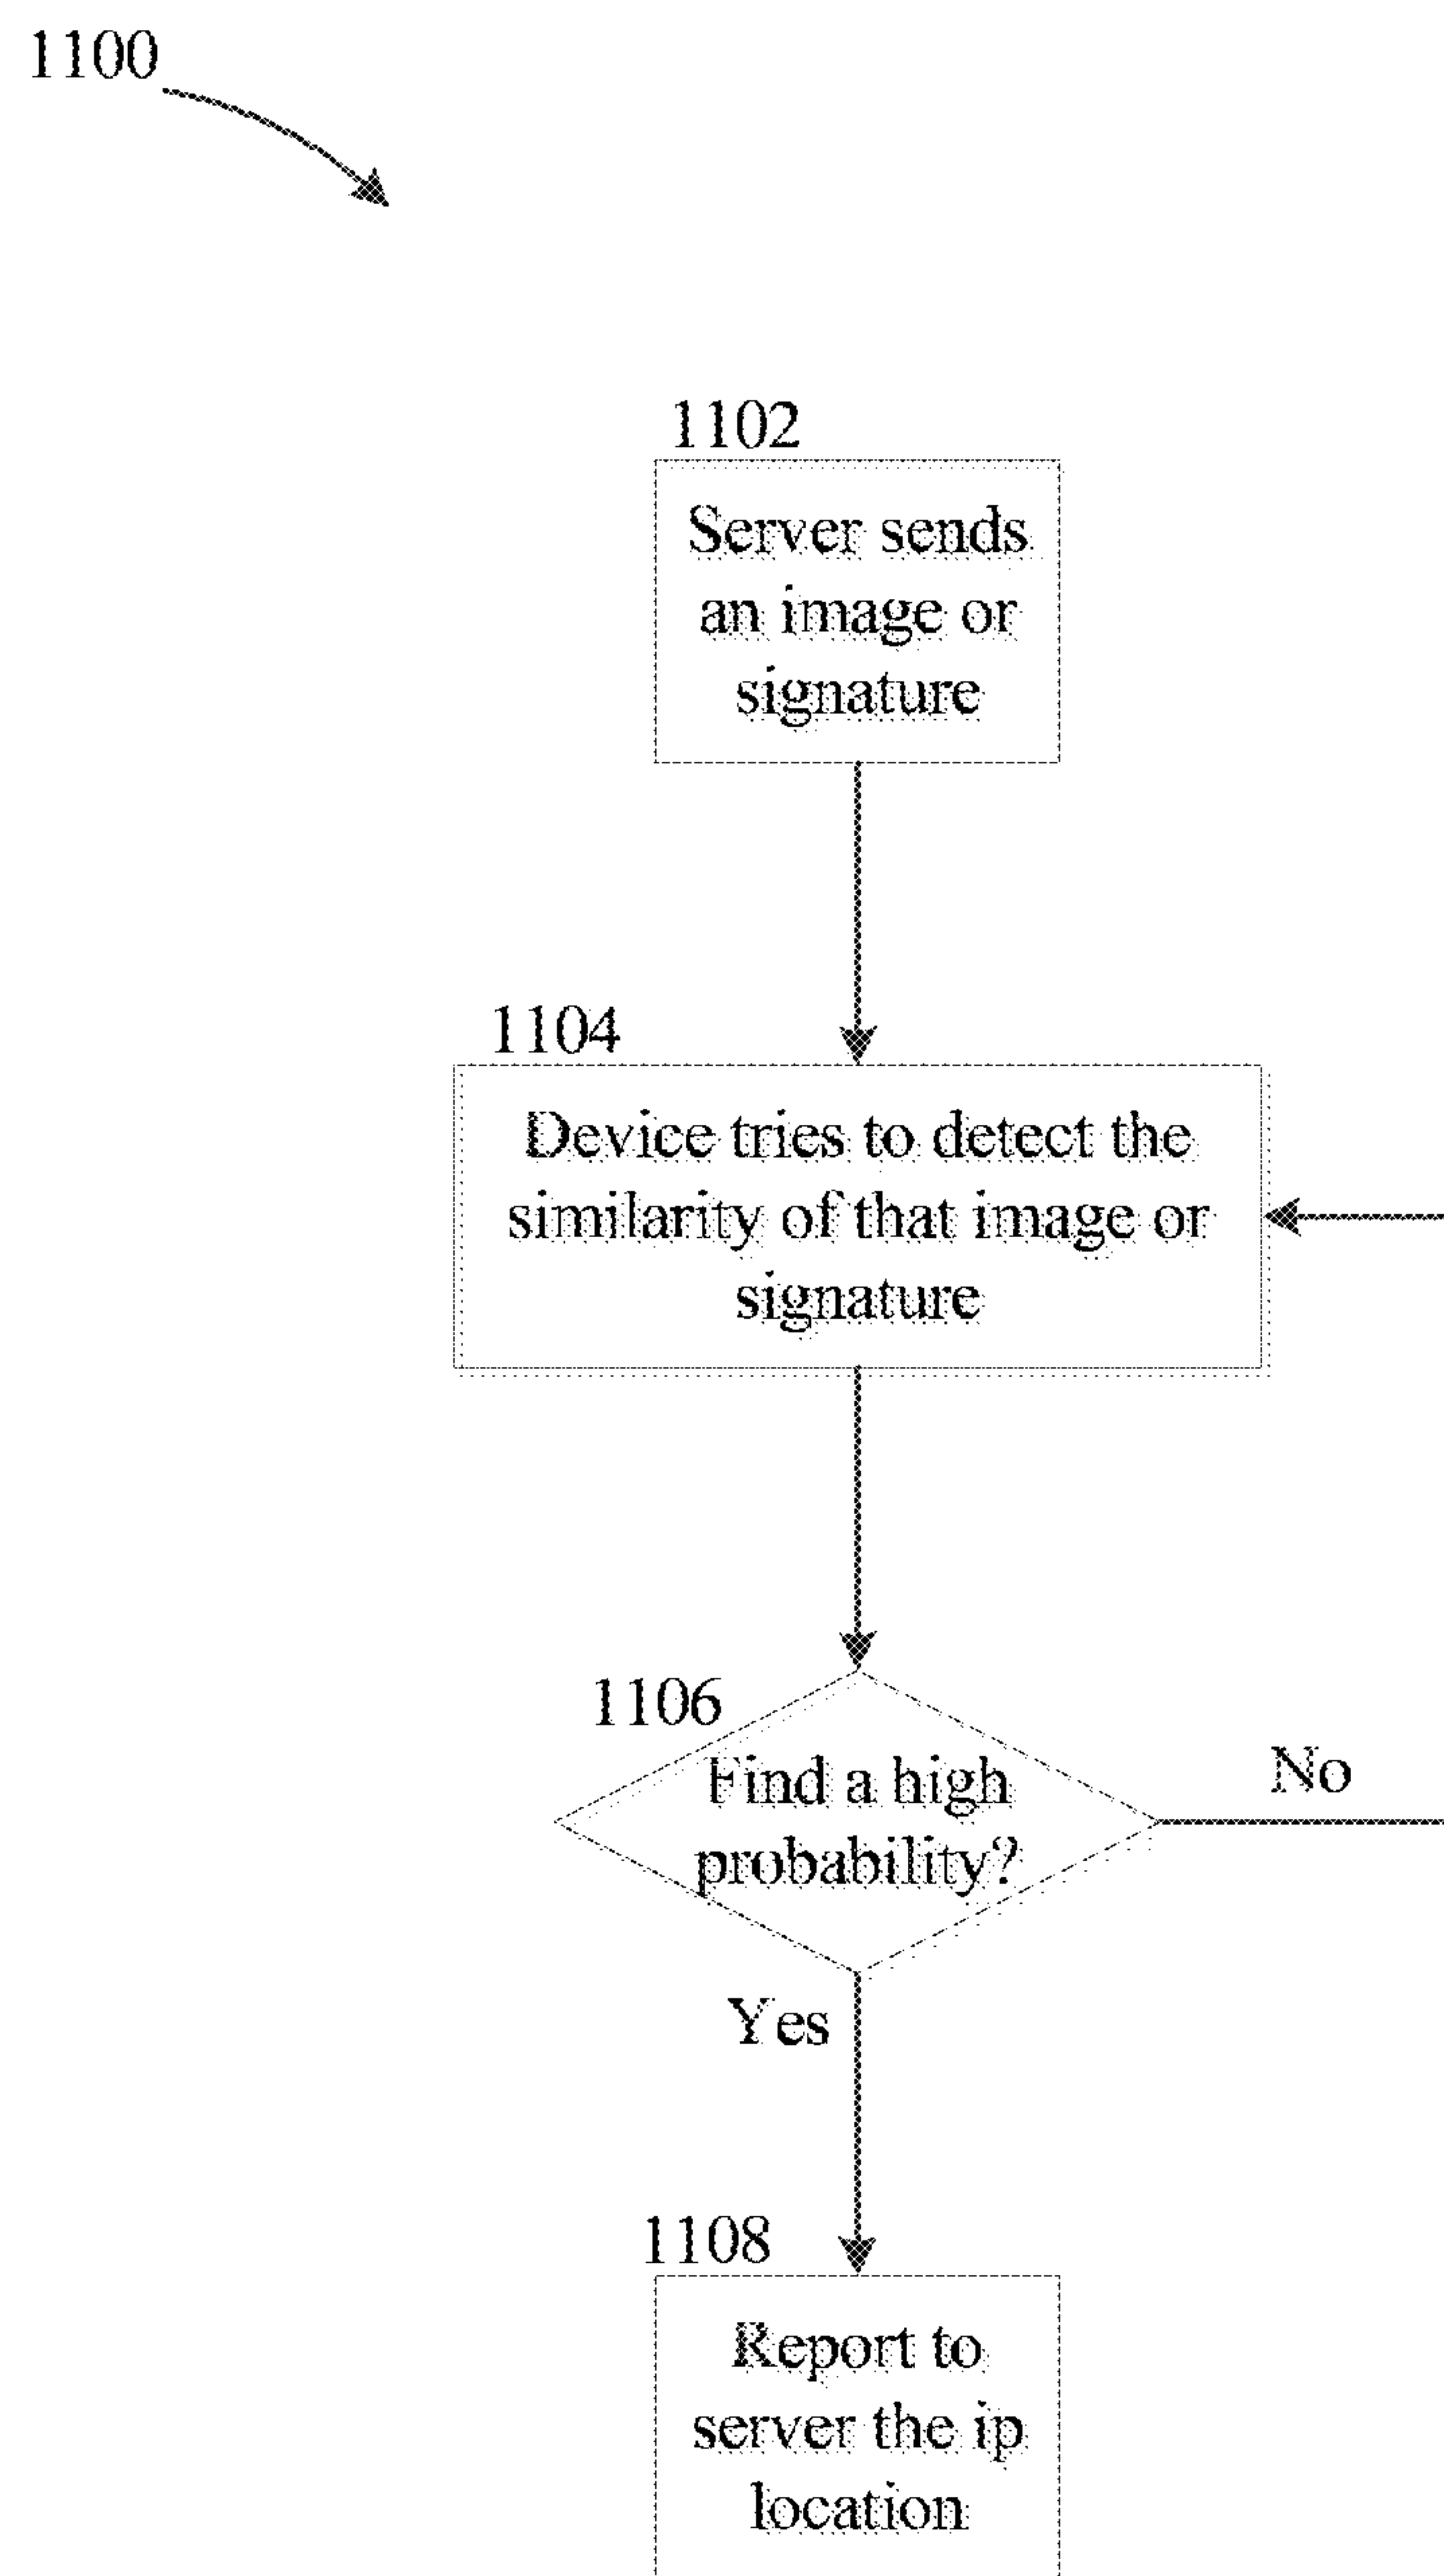 1100
1102
Server sends
an image or
signature
1104
Device tries to detect the
similarity of that image or
signature
1106
Find a high
probability?
No
Yes
1108
Report to
server the ip
location